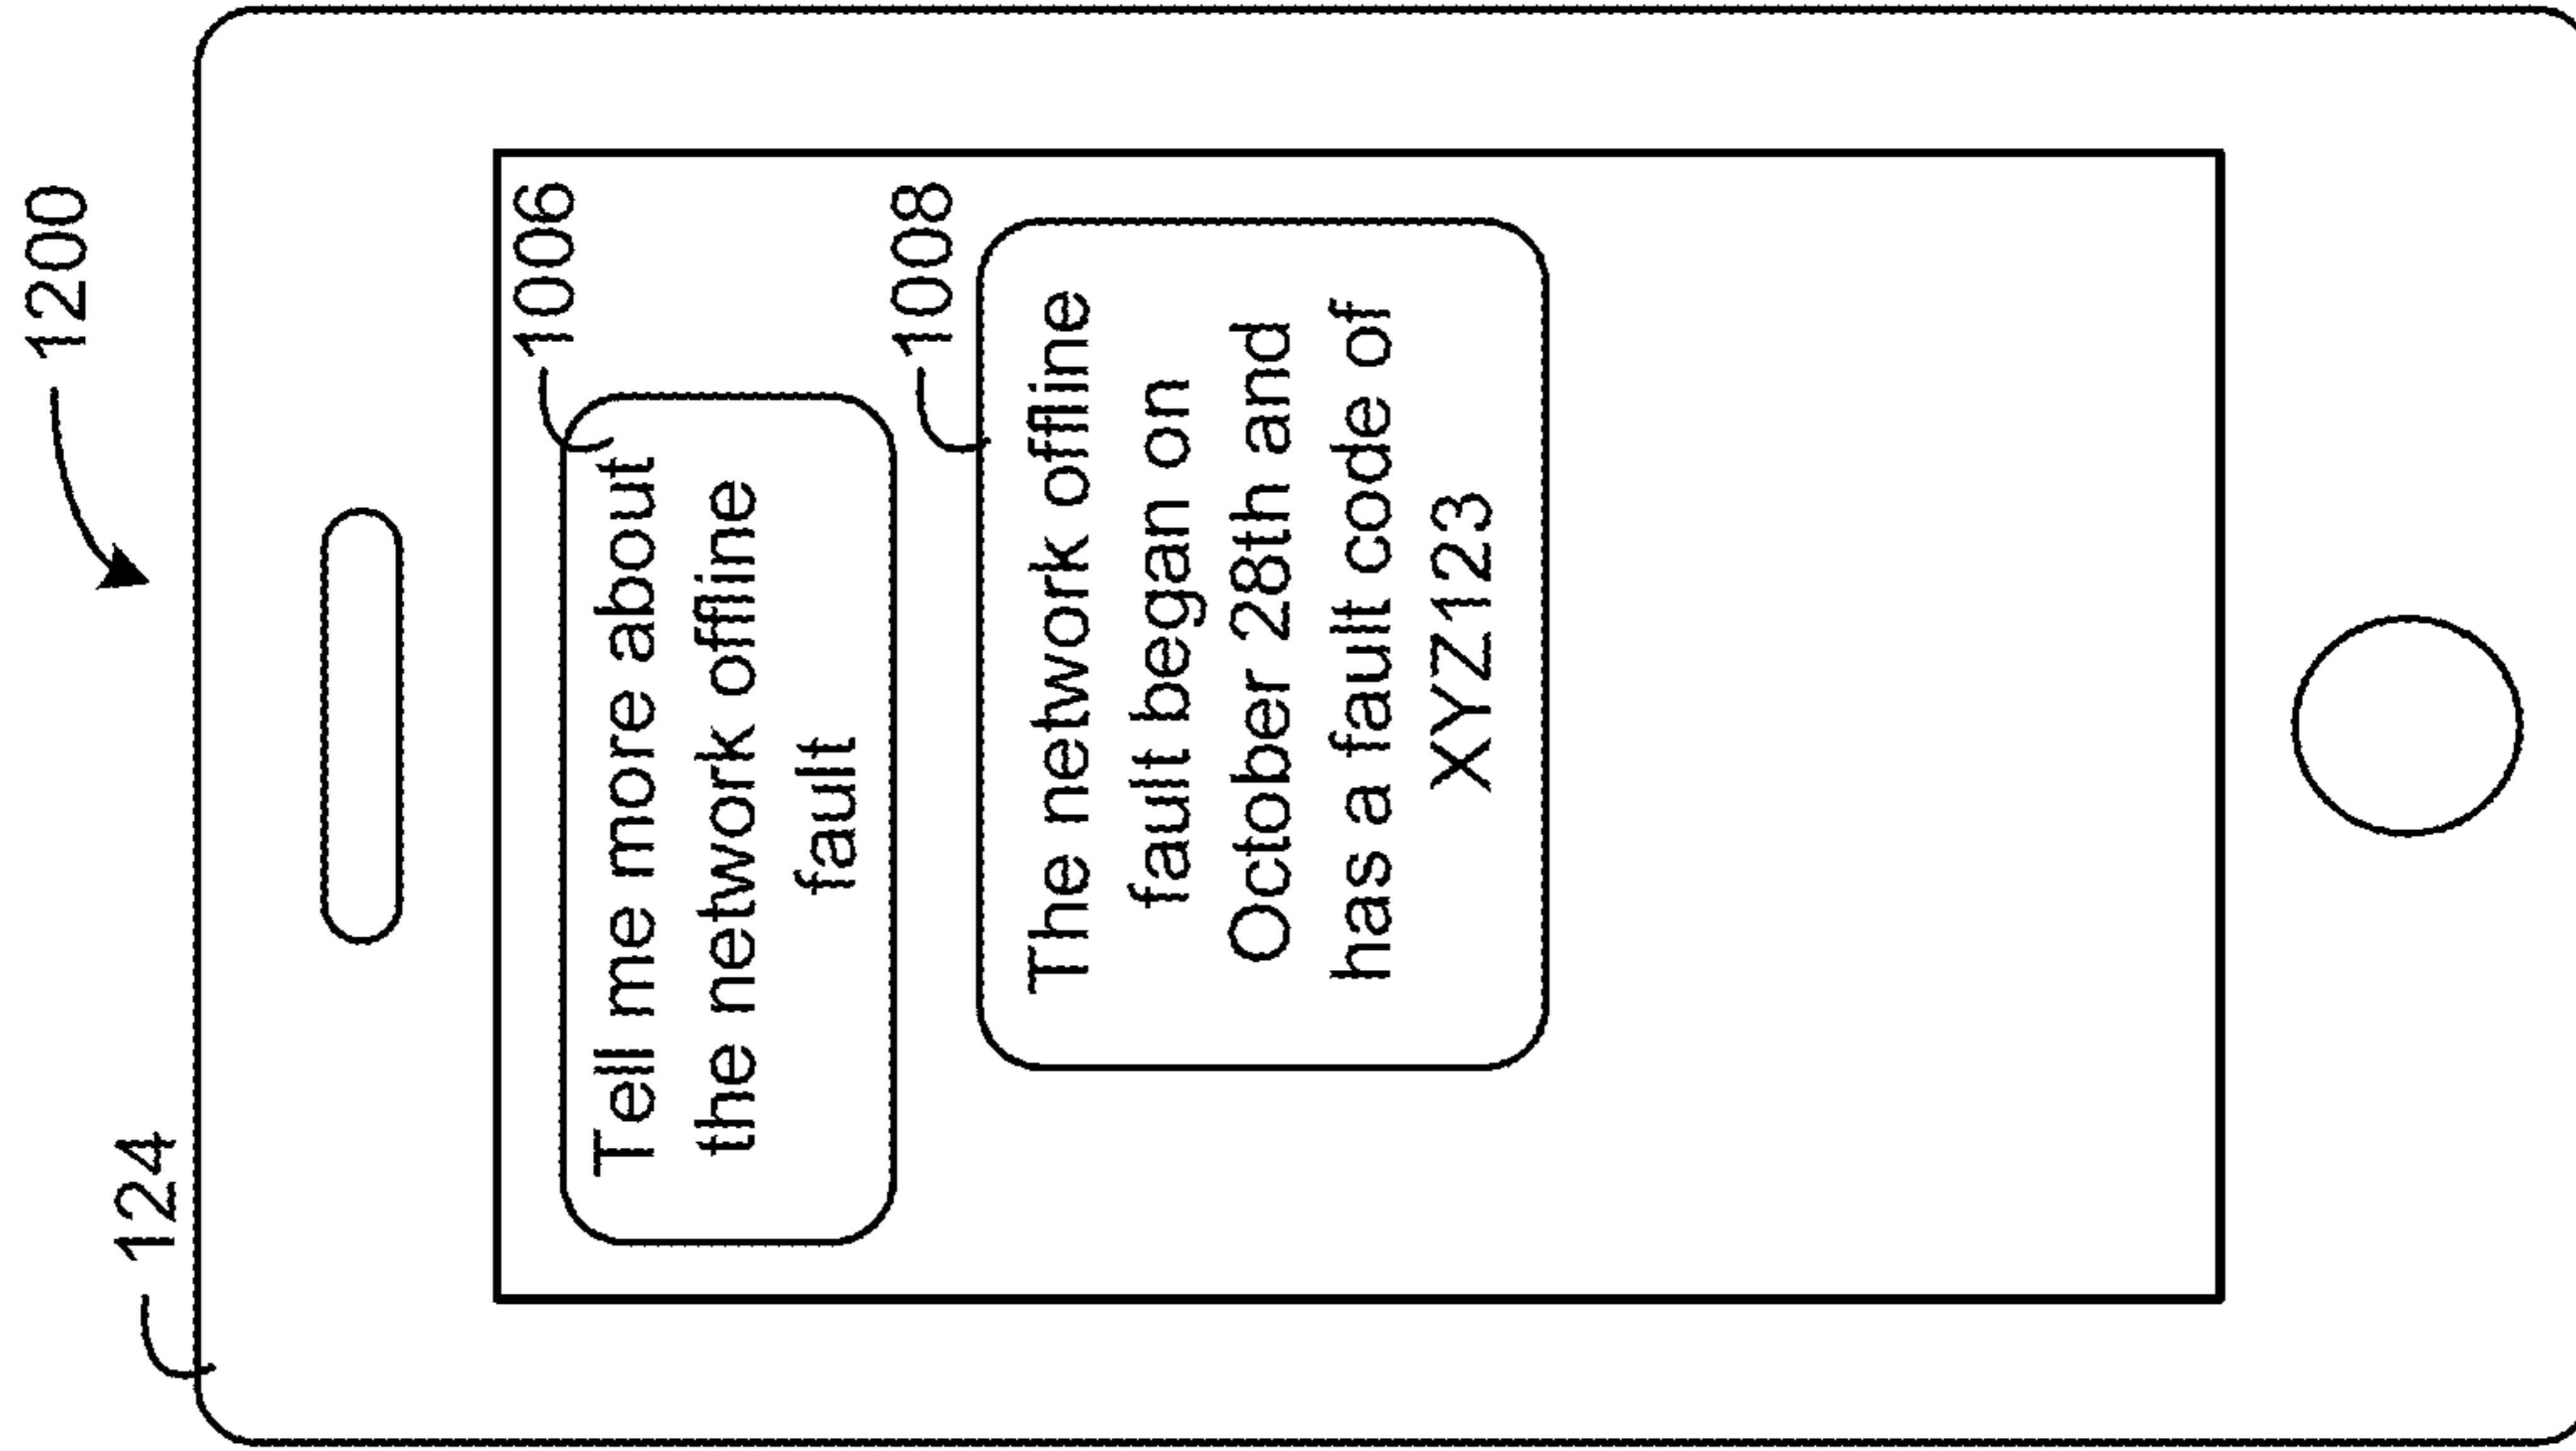 1200
124
1006
Tell me more about
the network offline
fault
1008
The network offline
fault began on
October 28th and
has a fault code of
XYZ123